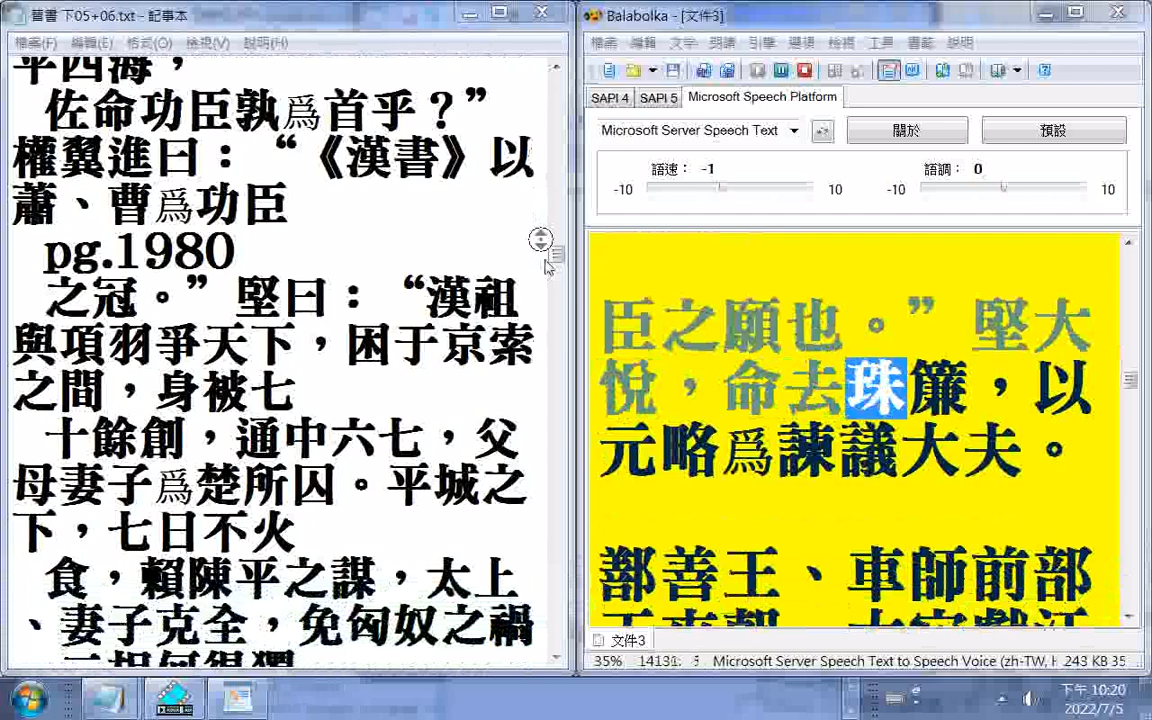 晉書 下05+06.txt - 記事本
檔案(F) 編輯(E) 格式(O) 檢視(V) 說明(H)
平四海，
佐命功臣孰爲首乎？”
權翼進曰：“《漢書》以
蕭、曹爲功臣
pg.1980
之冠。”堅曰：“漢祖
與項羽爭天下，困于京索
之間，身被七
十餘創，通中六七，父
母妻子爲楚所囚。平城之
下，七日不火
食，賴陳平之謀，太上
、妻子克全，免匈奴之禍
Balabolka - [文件3]
檔案 編輯 文字 朗讀 引擎 選項 檢視 工具 書籤 說明
SAPI 4 SAPI 5 Microsoft Speech Platform
Microsoft Server Speech Text
關於
預設
語速： -1
語調： 0
-10 10 -10 10
臣之願也。”堅大
悅，命去珠簾，以
元略爲諫議大夫。
鄯善王、車師前部
文件3
35% Microsoft Server Speech Text to Speech Voice (zh-TW, H 243 KB
下午 10:20
2022/7/5